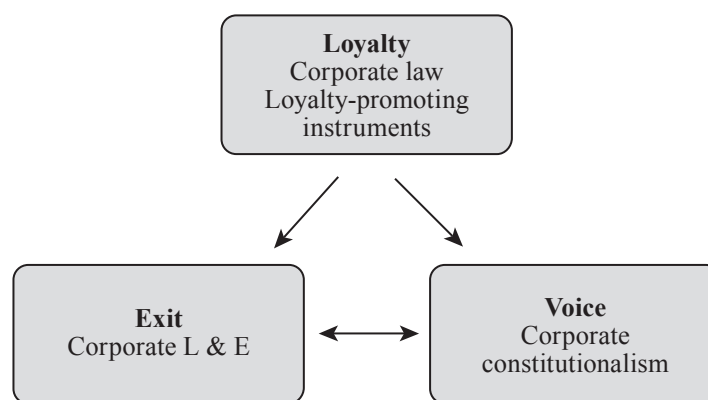 Loyalty
Corporate law
Loyalty-promoting
instruments
Exit
Corporate L & E
Voice
Corporate
constitutionalism